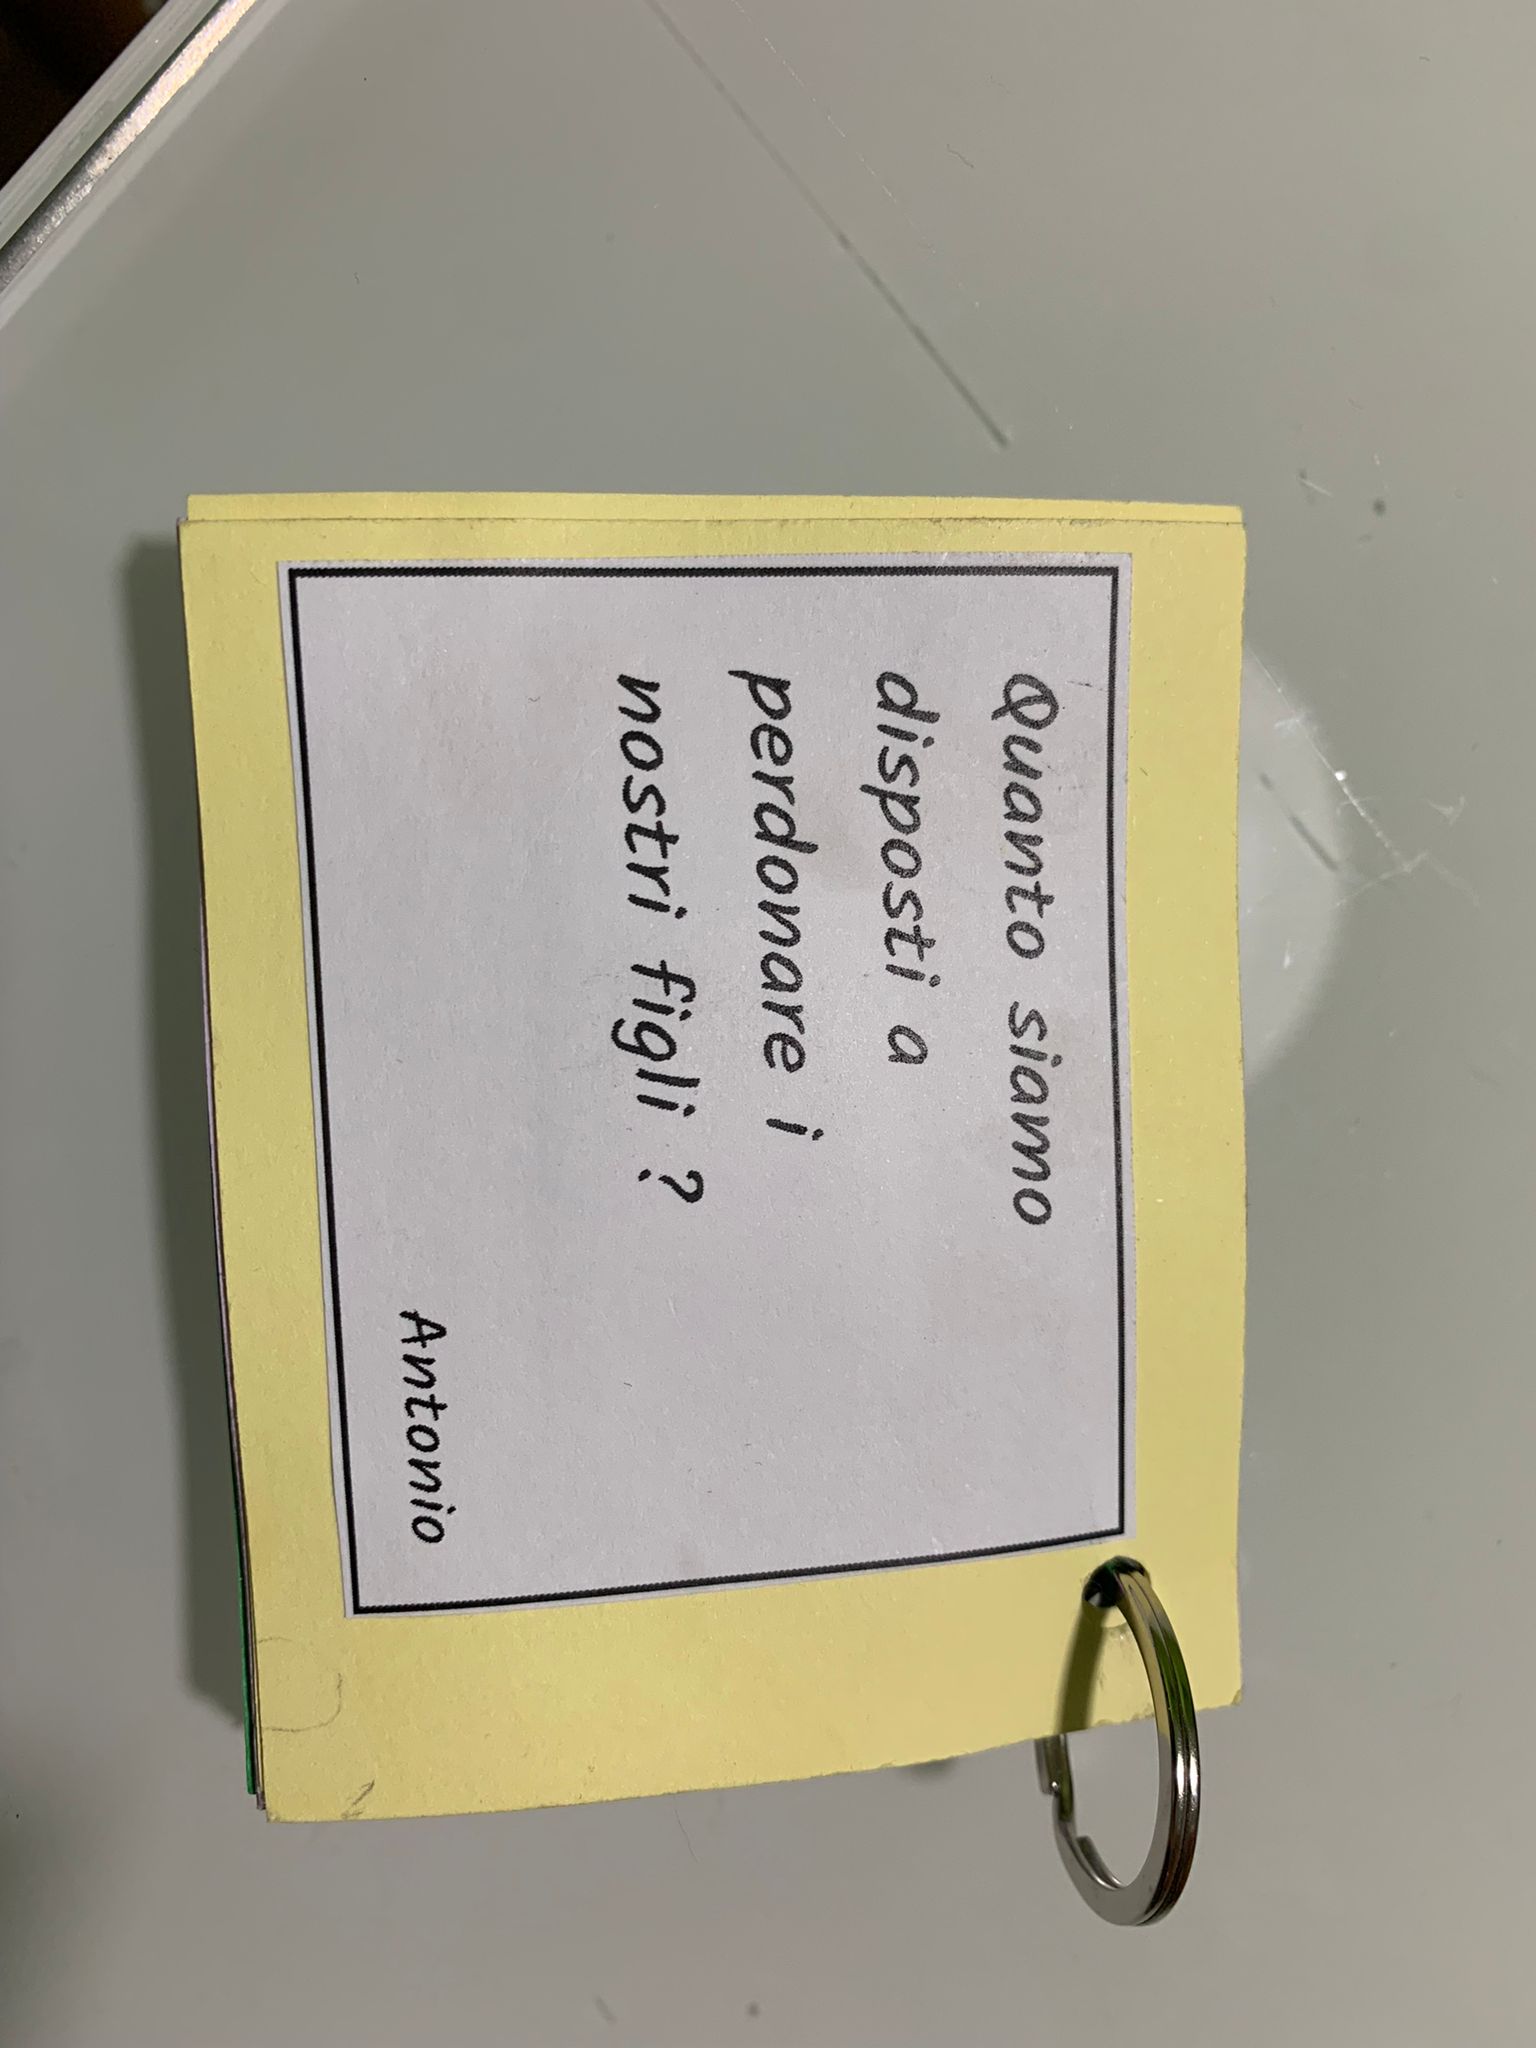 Quanto siamo
disposti a
perdonare i
nostri figli ?
Antonio